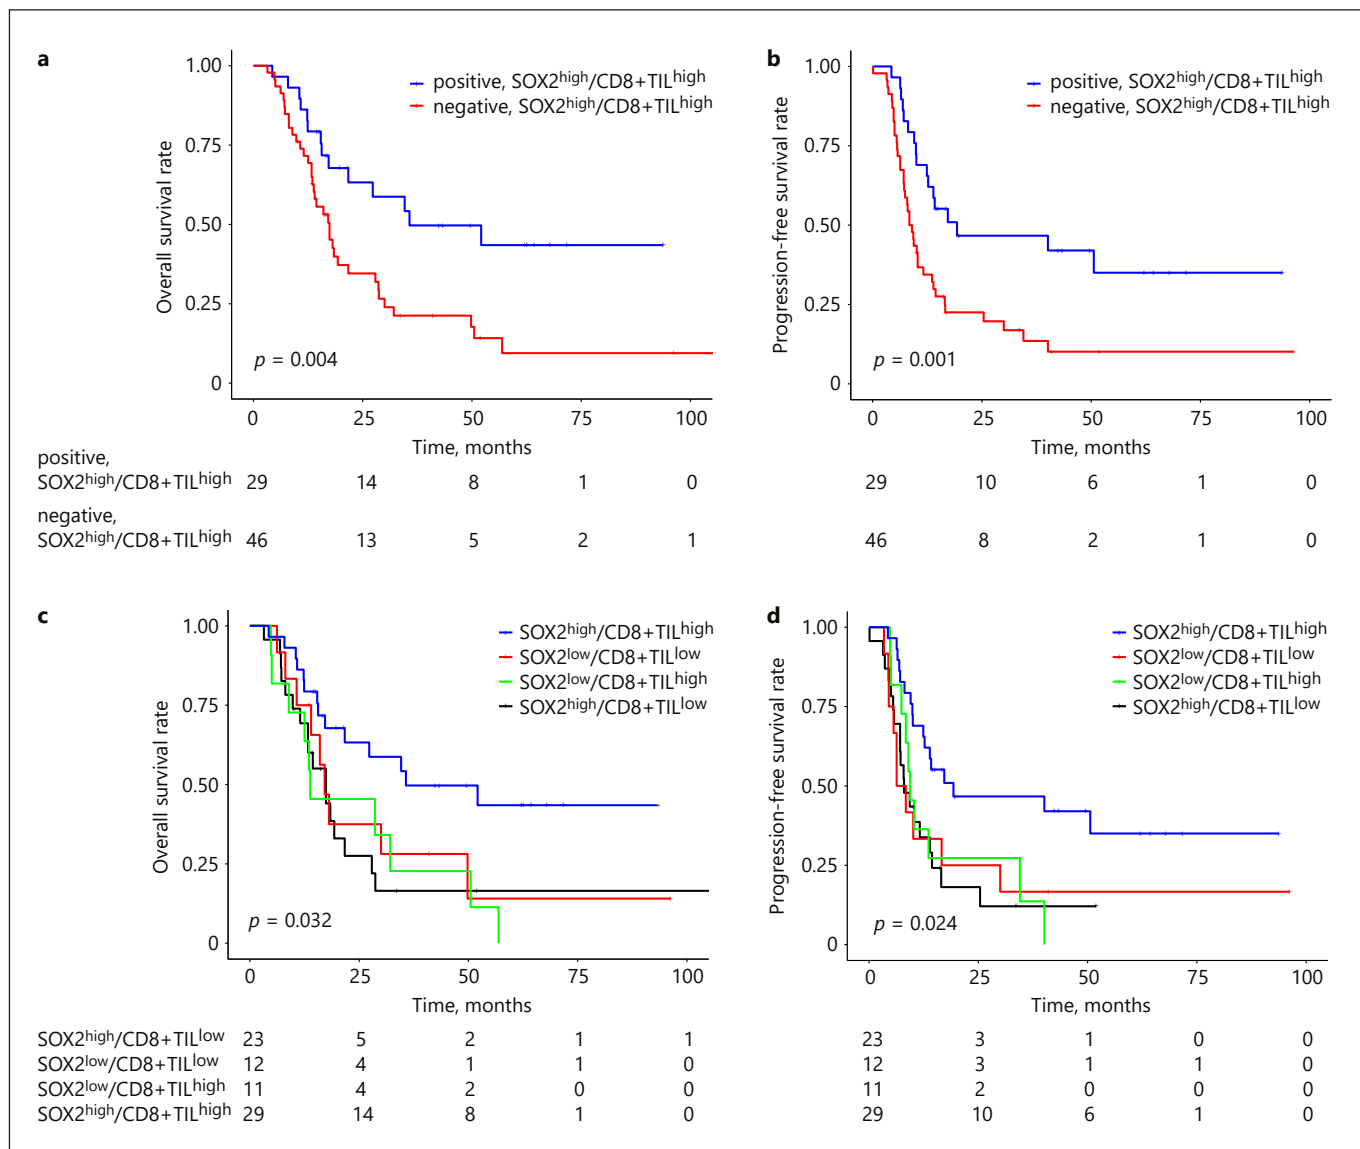 a
1.00
0.75
0.50
0.25
0
Overall survival rate
positive, SOX2high/CD8+TILhigh
negative, SOX2high/CD8+TILhigh
p = 0.004
0 25 50 75 100
Time, months
b
1.00
0.75
0.50
0.25
0
Progression-free survival rate
positive, SOX2high/CD8+TILhigh
negative, SOX2high/CD8+TILhigh
p = 0.001
0 25 50 75 100
Time, months
positive,
SOX2high/CD8+TILhigh 29 14 8 1 0 29 10 6 1 0
negative,
SOX2high/CD8+TILhigh 46 13 5 2 1 46 8 2 1 0
c
1.00
0.75
0.50
0.25
0
Overall survival rate
SOX2high/CD8+TILhigh
SOX2low/CD8+TILlow
SOX2low/CD8+TILhigh
SOX2high/CD8+TILlow
p = 0.032
0 25 50 75 100
Time, months
d
1.00
0.75
0.50
0.25
0
Progression-free survival rate
SOX2high/CD8+TILhigh
SOX2low/CD8+TILlow
SOX2low/CD8+TILhigh
SOX2high/CD8+TILlow
p = 0.024
0 25 50 75 100
Time, months
SOX2high/CD8+TILlow 23 5 2 1 1 23 3 1 0 0
SOX2low/CD8+TILlow 12 4 1 1 0 12 3 1 1 0
SOX2low/CD8+TILhigh 11 4 2 0 0 11 2 0 0 0
SOX2high/CD8+TILhigh 29 14 8 1 0 29 10 6 1 0